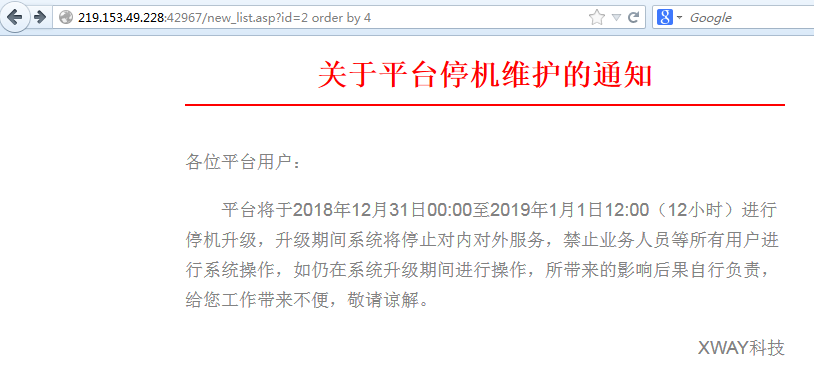 219.153.49.228:42967/new_list.asp?id=2 order by 4
Google
关于平台停机维护的通知
各位平台用户：
平台将于2018年12月31日00:00至2019年1月1日12:00（12小时）进行
停机升级，升级期间系统将停止对内对外服务，禁止业务人员等所有用户进
行系统操作，如仍在系统升级期间进行操作，所带来的影响后果自行负责，
给您工作带来不便，敬请谅解。
XWAY科技